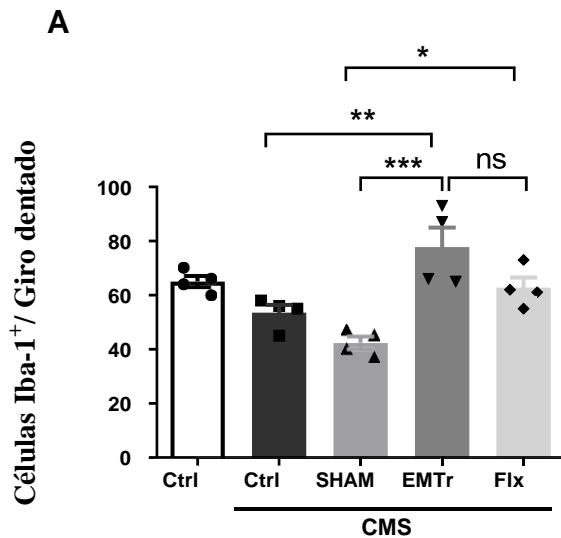 A
*
**
***
ns
Células Iba-1+/ Giro dentado
100
80
60
40
20
0
Ctrl Ctrl SHAM EMTr Flx
CMS